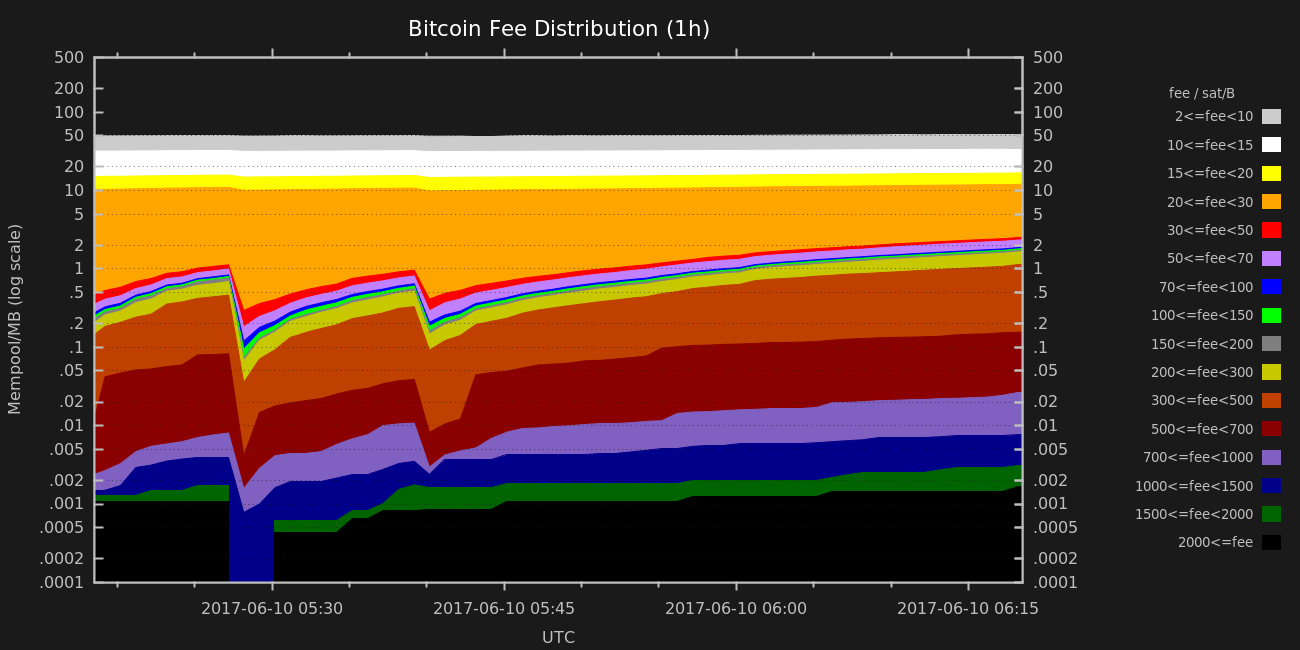 Bitcoin Fee Distribution (1h)
500 500
200 200
100 100
50 50
20 20
10 10
5 5
2 2
1 1
.5 .5
.2 .2
.1 .1
.05 .05
.02 .02
.01 .01
.005 .005
.002 .002
.001 .001
.0005 .0005
.0002 .0002
.0001 .0001
Mempool/MB (log scale)
2017-06-10 05:30 2017-06-10 05:45 2017-06-10 06:00 2017-06-10 06:15
UTC
fee / sat/B
2<=fee<10
10<=fee<15
15<=fee<20
20<=fee<30
30<=fee<50
50<=fee<70
70<=fee<100
100<=fee<150
150<=fee<200
200<=fee<300
300<=fee<500
500<=fee<700
700<=fee<1000
1000<=fee<1500
1500<=fee<2000
2000<=fee